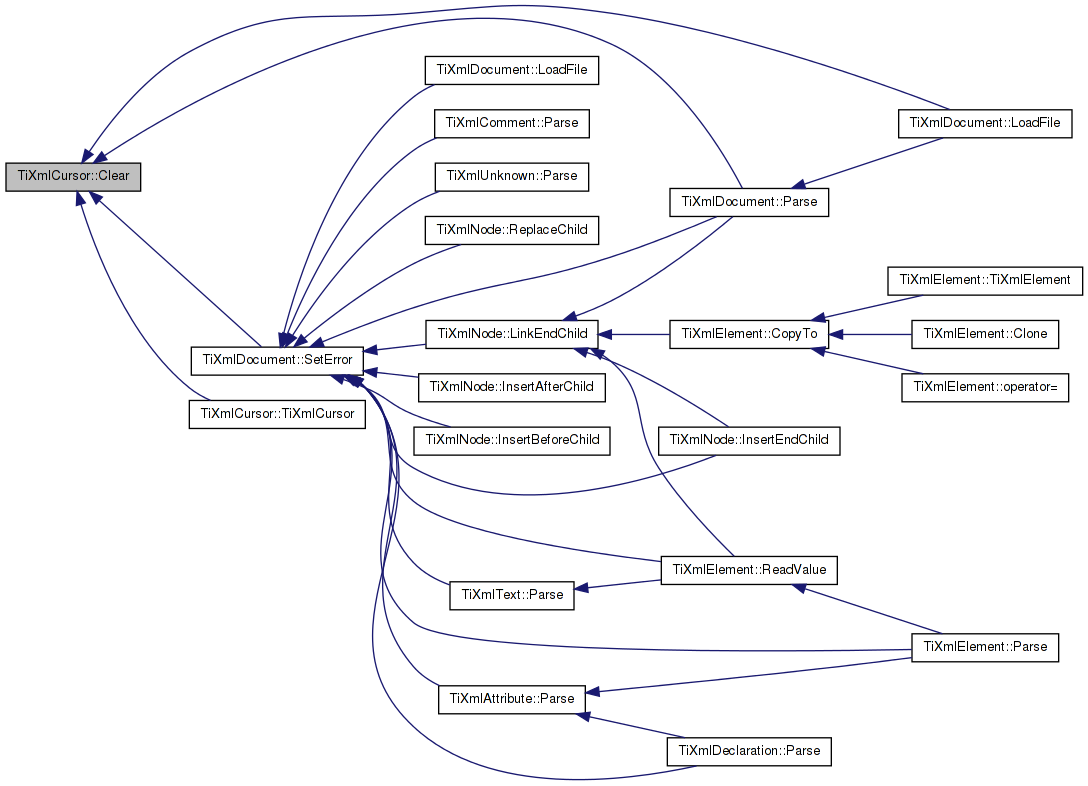 TiXmlCursor::Clear
TiXmlDocument::LoadFile
TiXmlComment::Parse
TiXmlUnknown::Parse
TiXmlNode::ReplaceChild
TiXmlDocument::SetError
TiXmlCursor::TiXmlCursor
TiXmlNode::LinkEndChild
TiXmlNode::InsertAfterChild
TiXmlNode::InsertBeforeChild
TiXmlText::Parse
TiXmlAttribute::Parse
TiXmlDocument::Parse
TiXmlElement::CopyTo
TiXmlNode::InsertEndChild
TiXmlElement::ReadValue
TiXmlDeclaration::Parse
TiXmlDocument::LoadFile
TiXmlElement::TiXmlElement
TiXmlElement::Clone
TiXmlElement::operator=
TiXmlElement::Parse